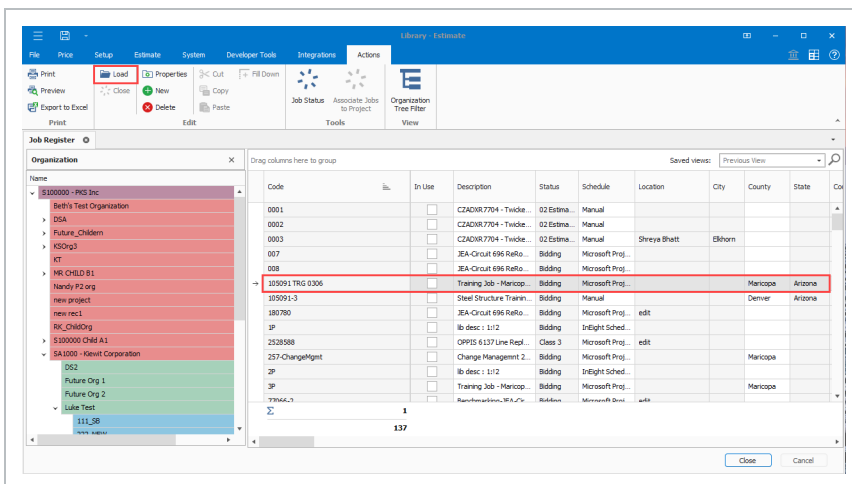 Library - Estimate
File Price Setup Estimate System Developer Tools Integrations Actions
Print Load Properties Cut Fill Down
Preview Close New Copy
Export to Excel Delete Paste
Job Status Associate Jobs to Project Organization Tree Filter
Print Edit Tools View
Job Register
Organization
Drag columns here to group Saved views: Previous View
Name
Code In Use Description Status Schedule Location City County State
S100000 - PKS Inc
Beth's Test Organization
DSA
Future_Childern
KSOrg3
KT
MR CHILD B1
Nandy P2 org
new project
new rec1
RK_ChildOrg
S100000 Child A1
SA1000 - Kiewit Corporation
DS2
Future Org 1
Future Org 2
Luke Test
111_SB
0001 CZADXR7704 - Twicke... 02 Estima... Manual
0002 CZADXR7704 - Twicke... 02 Estima... Manual
0003 CZADXR7704 - Twicke... 02 Estima... Manual Shreya Bhatt Elkhorn
007 JEA-Circuit 696 ReRo... Bidding Microsoft Proj...
008 JEA-Circuit 696 ReRo... Bidding Microsoft Proj...
105091 TRG 0306 Training Job - Maricop... Bidding Microsoft Proj... Maricopa Arizona
105091-3 Steel Structure Trainin... Bidding Manual Denver Arizona
180780 JEA-Circuit 696 ReRo... Bidding Microsoft Proj... edit
1P lib desc : 1:!2 Bidding InEight Sched...
2528588 OPPIS 6137 Line Repl... Class 3 Microsoft Proj... edit
257-ChangeMgmt Change Managemnt 2... Bidding Microsoft Proj... Maricopa
2P lib desc : 1:!2 Bidding InEight Sched...
3P Training Job - Maricop... Bidding Microsoft Proj... Maricopa
Σ 1
137
Close Cancel